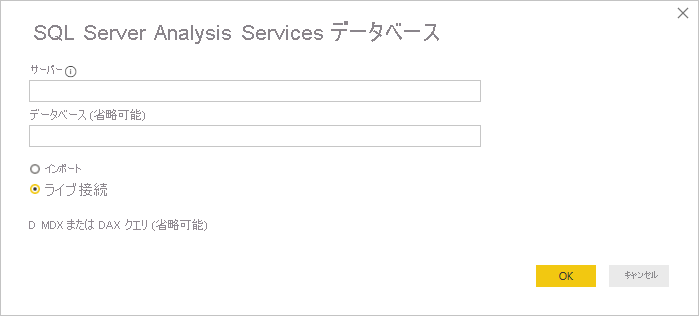 SQL Server Analysis Services データベース
サーバー
データベース (省略可能)
インポート
ライブ接続
D MDX または DAX クエリ (省略可能)
OK
キャンセル